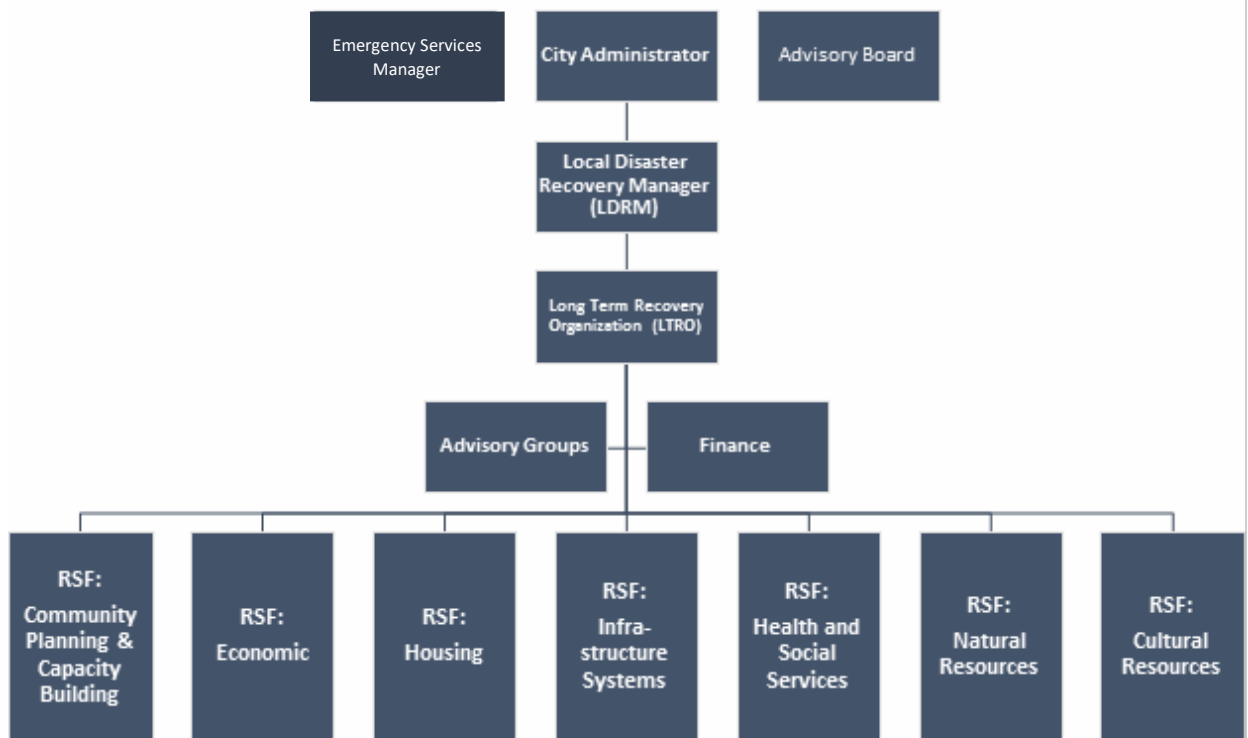 Emergency Services
Manager
City Administrator
Advisory Board
Local Disaster
Recovery Manager
(LDRM)
Long Term Recovery
Organization (LTRO)
Advisory Groups
Finance
RSF:
Community
Planning &
Capacity
Building
RSF:
Economic
RSF:
Housing
RSF:
Infra-
structure
Systems
RSF:
Health and
Social
Services
RSF:
Natural
Resources
RSF:
Cultural
Resources